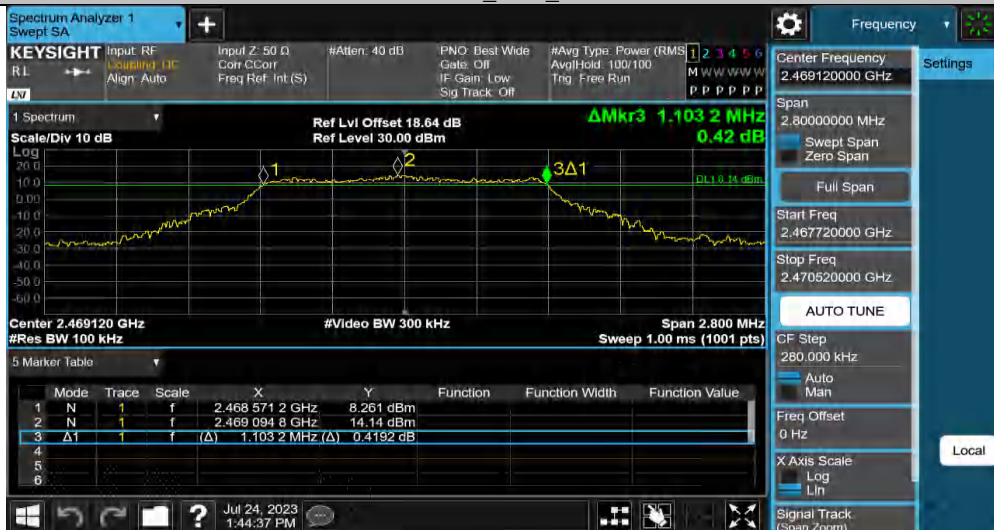 Spectrum Analyzer 1
Swept SA
+
Frequency
KEYSIGHT
RL
LXI
Input: RF
Coupling: DC
Align: Auto
Input Z: 50 Ω
Corr CCorr
Freq Ref: Int (S)
#Atten: 40 dB
PNO: Best Wide
Gate: Off
IF Gain: Low
Sig Track: Off
#Avg Type: Power (RMS
Avg|Hold: 100/100
Trig: Free Run
1 2 3 4 5 6
M W W W W W
P P P P P P
1 Spectrum
Scale/Div 10 dB
Ref Lvl Offset 18.64 dB
Ref Level 30.00 dBm
ΔMkr3 1.103 2 MHz
0.42 dB
Log
20.0
10.0
0.00
-10.0
-20.0
-30.0
-40.0
-50.0
-60.0
1
2
3Δ1
DL1 8.14 dBm
Center 2.469120 GHz
#Res BW 100 kHz
#Video BW 300 kHz
Span 2.800 MHz
Sweep 1.00 ms (1001 pts)
5 Marker Table
Mode Trace Scale X Y Function Function Width Function Value
1 N 1 f 2.468 571 2 GHz 8.261 dBm
2 N 1 f 2.469 094 8 GHz 14.14 dBm
3 Δ1 1 f (Δ) 1.103 2 MHz (Δ) 0.4192 dB
4
5
6
?
Jul 24, 2023
1:44:37 PM
Center Frequency
2.469120000 GHz
Span
2.80000000 MHz
Swept Span
Zero Span
Full Span
Start Freq
2.467720000 GHz
Stop Freq
2.470520000 GHz
AUTO TUNE
CF Step
280.000 kHz
Auto
Man
Freq Offset
0 Hz
X Axis Scale
Log
Lin
Signal Track
(Span Zoom)
Settings
Local